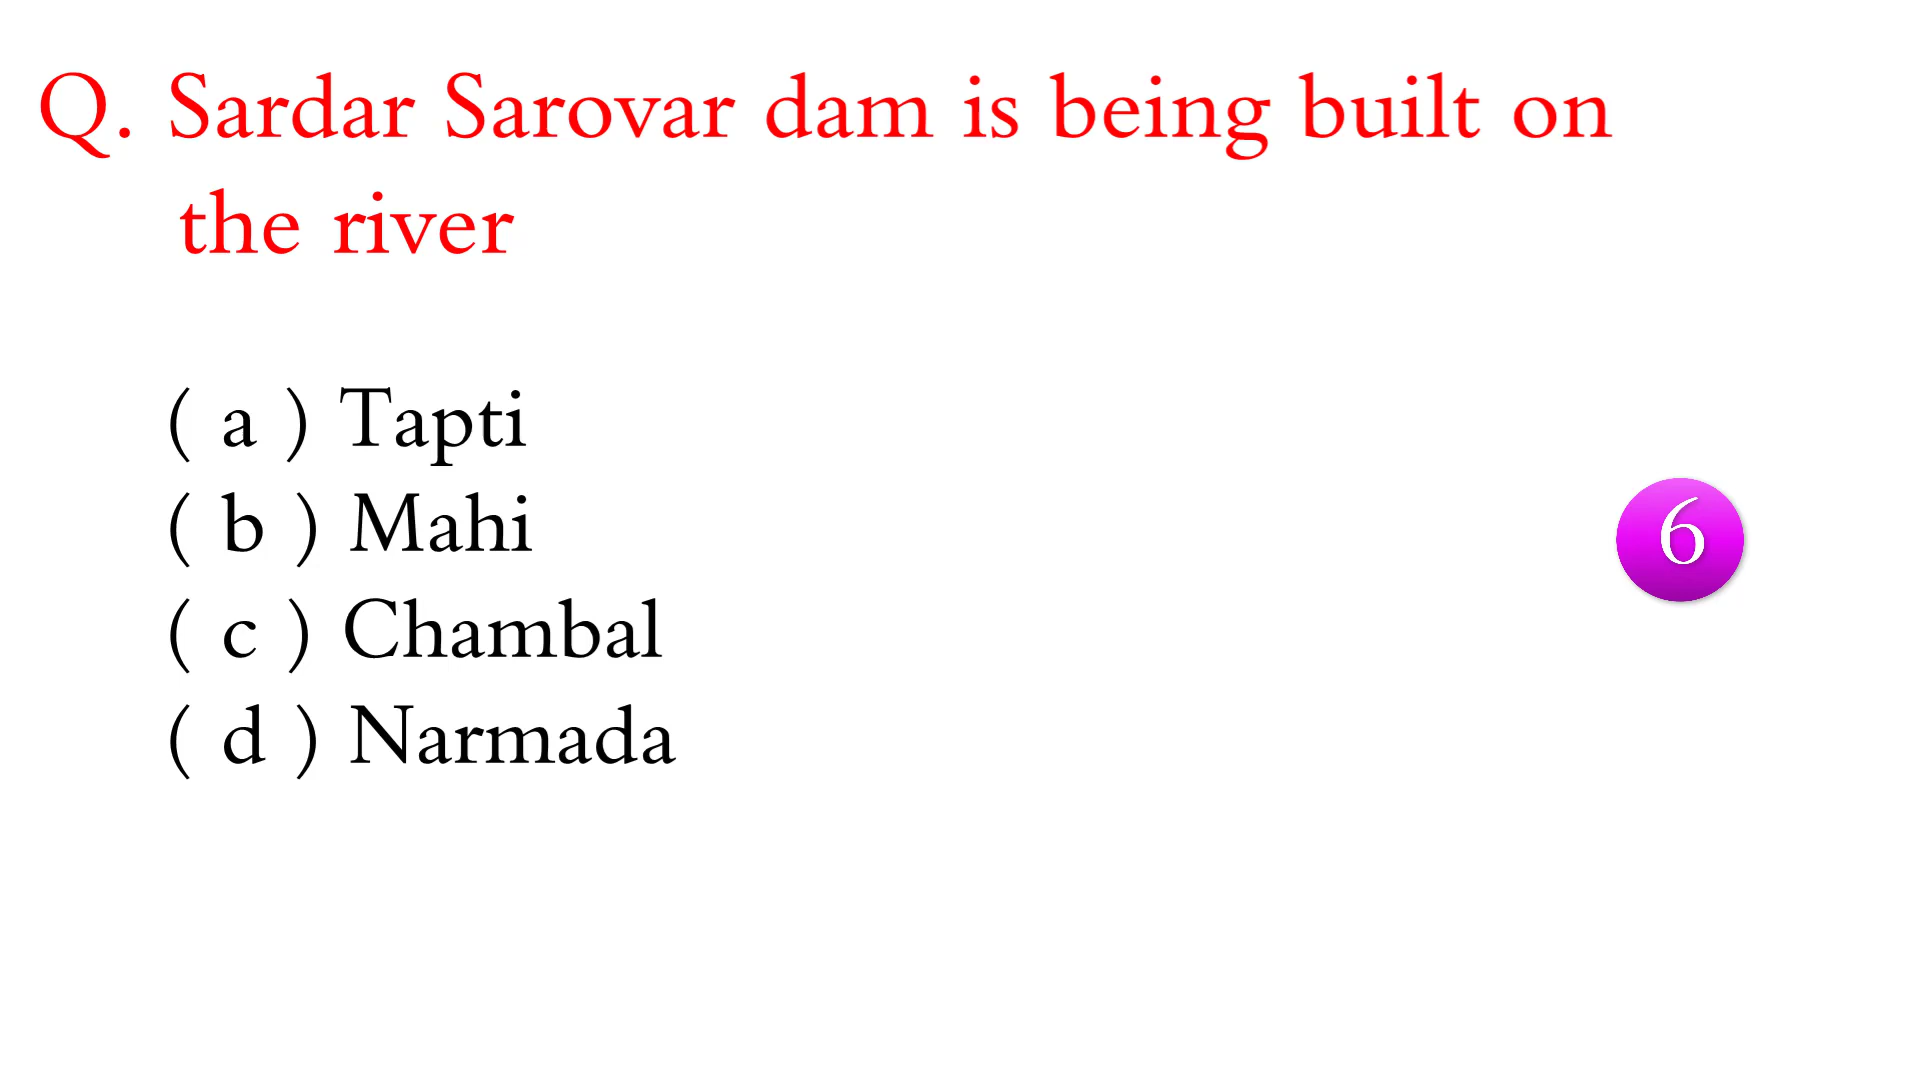 Q. Sardar Sarovar dam is being built on
the river
( a ) Tapti
( b ) Mahi
( c ) Chambal
( d ) Narmada
6